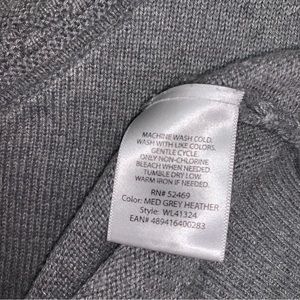 MACHINE WASH COLD.
WASH WITH LIKE COLORS.
GENTLE CYCLE.
ONLY NON-CHLORINE
BLEACH WHEN NEEDED.
TUMBLE DRY LOW.
WARM IRON IF NEEDED.
RN# 52469
Color: MED GREY HEATHER
Style: WL41324
EAN# 489416400283